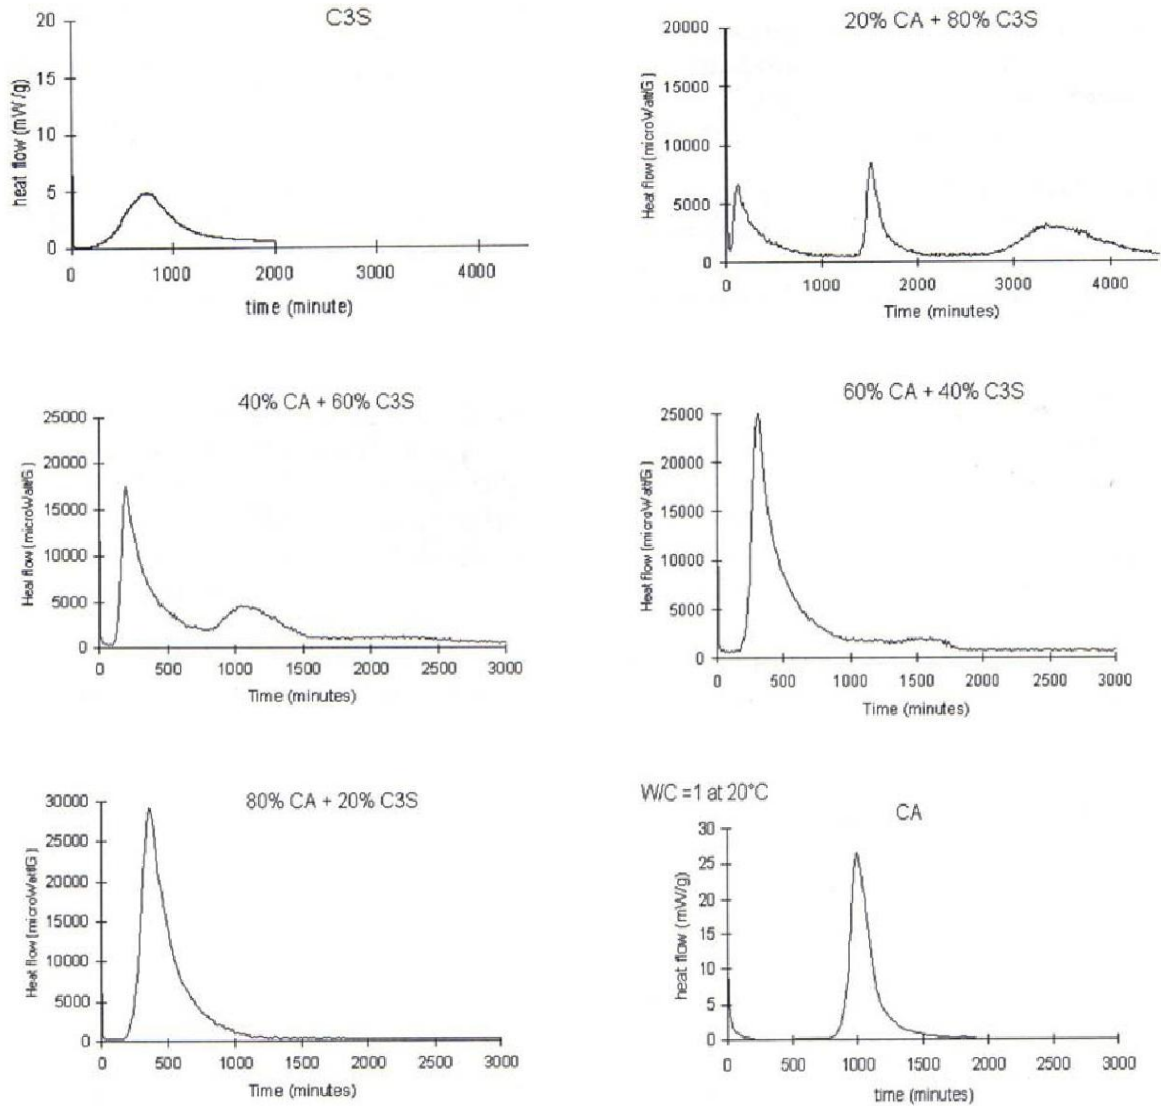 C3S
20
15
10
5
0
heat flow (mW/g)
0 1000 2000 3000 4000
time (minute)
20% CA + 80% C3S
20000
15000
10000
5000
0
Heat flow (microWatt/G)
0 1000 2000 3000 4000
Time (minutes)
40% CA + 60% C3S
25000
20000
15000
10000
5000
0
Heat flow (microWatt/G)
0 500 1000 1500 2000 2500 3000
Time (minutes)
60% CA + 40% C3S
25000
20000
15000
10000
5000
0
Heat flow (microWatt/G)
0 500 1000 1500 2000 2500 3000
Time (minutes)
80% CA + 20% C3S
30000
25000
20000
15000
10000
5000
0
Heat flow (microWatt/G)
0 500 1000 1500 2000 2500 3000
Time (minutes)
W/C =1 at 20°C
CA
30
25
20
15
10
5
0
heat flow (mW/g)
0 500 1000 1500 2000 2500 3000
time (minutes)